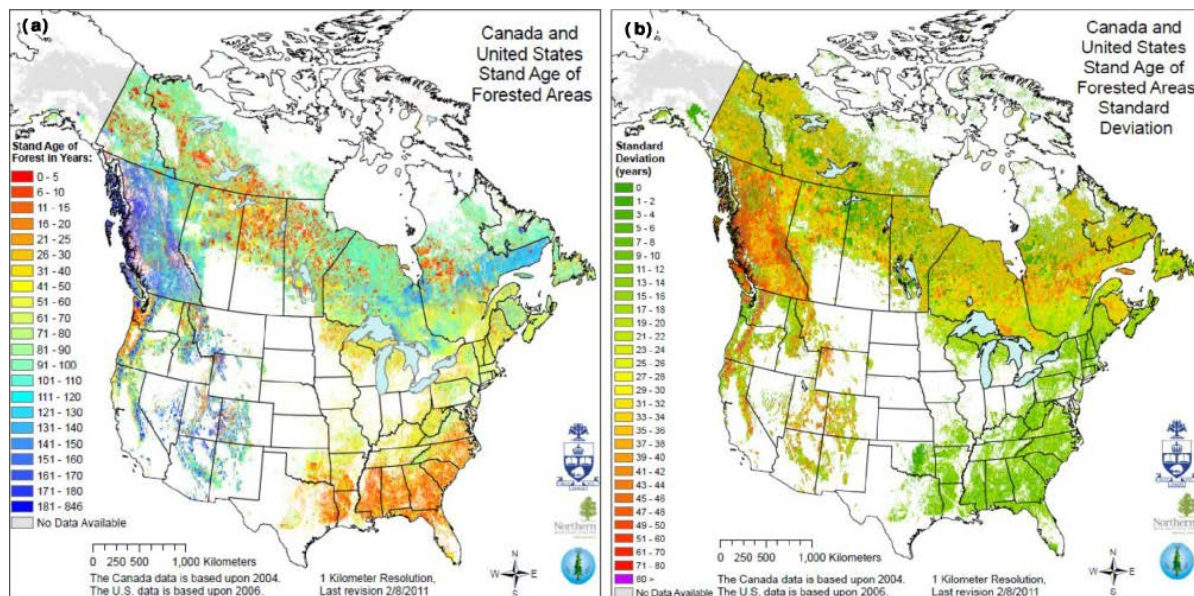 (a)
Canada and
United States
Stand Age of
Forested Areas
Stand Age of
Forest in Years:
0 - 5
6 - 10
11 - 15
16 - 20
21 - 25
26 - 30
31 - 40
41 - 50
51 - 60
61 - 70
71 - 80
81 - 90
91 - 100
101 - 110
111 - 120
121 - 130
131 - 140
141 - 150
151 - 160
161 - 170
171 - 180
181 - 846
No Data Available
0 250 500 1,000 Kilometers
The Canada data is based upon 2004.
The U.S. data is based upon 2006.
1 Kilometer Resolution,
Last revision 2/8/2011
N
W E
S
Northern
(b)
Canada and
United States
Stand Age of
Forested Areas
Standard
Deviation
Standard
Deviation
(years)
0
1 - 2
3 - 4
5 - 6
7 - 8
9 - 10
11 - 12
13 - 14
15 - 16
17 - 18
19 - 20
21 - 22
23 - 24
25 - 26
27 - 28
29 - 30
31 - 32
33 - 34
35 - 36
37 - 38
39 - 40
41 - 42
43 - 44
45 - 46
47 - 48
49 - 50
51 - 60
61 - 70
71 - 80
80 >
No Data Available
0 250 500 1,000 Kilometers
The Canada data is based upon 2004.
The U.S. data is based upon 2006.
1 Kilometer Resolution,
Last revision 2/8/2011
N
W E
S
Northern